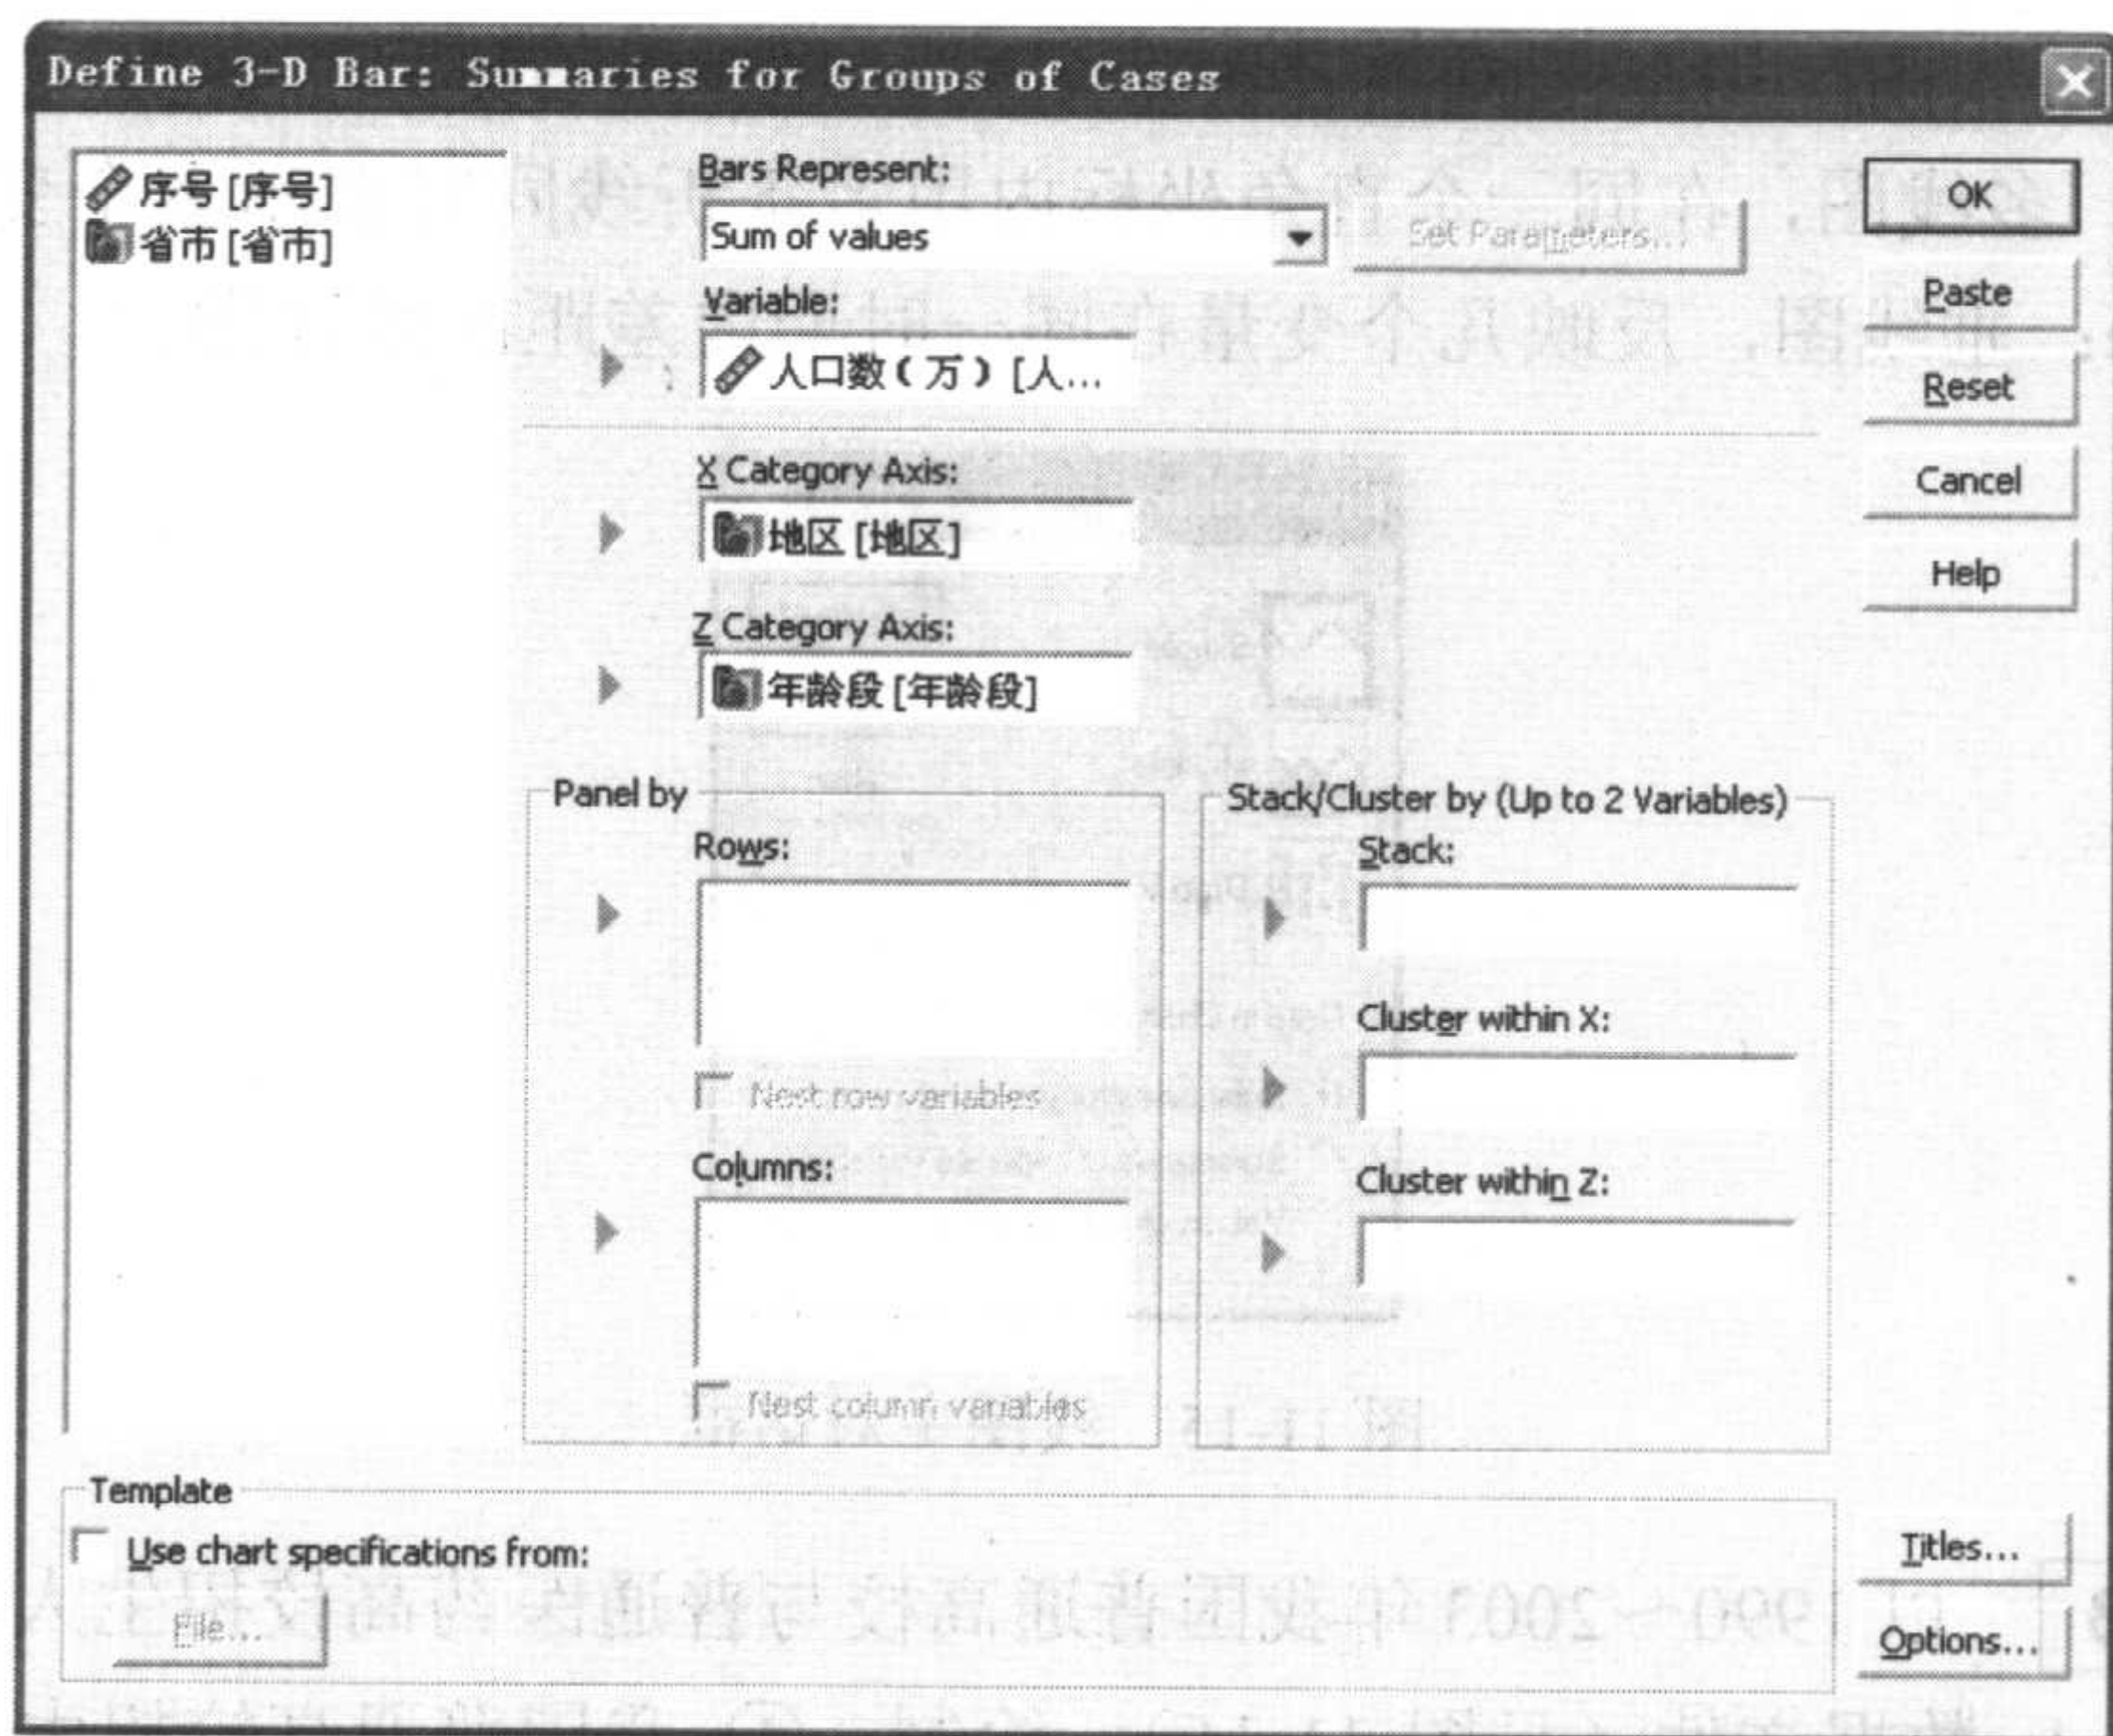 Define 3-D Bar: Summaries for Groups of Cases
序号 [序号]
省市 [省市]
Bars Represent:
Sum of values
Set Parameters...
Variable:
人口数（万）[人...
X Category Axis:
地区 [地区]
Z Category Axis:
年龄段 [年龄段]
OK
Paste
Reset
Cancel
Help
Panel by
Rows:
Nest row variables
Columns:
Nest column variables
Stack/Cluster by (Up to 2 Variables)
Stack:
Cluster within X:
Cluster within Z:
Template
Use chart specifications from:
File...
Titles...
Options...